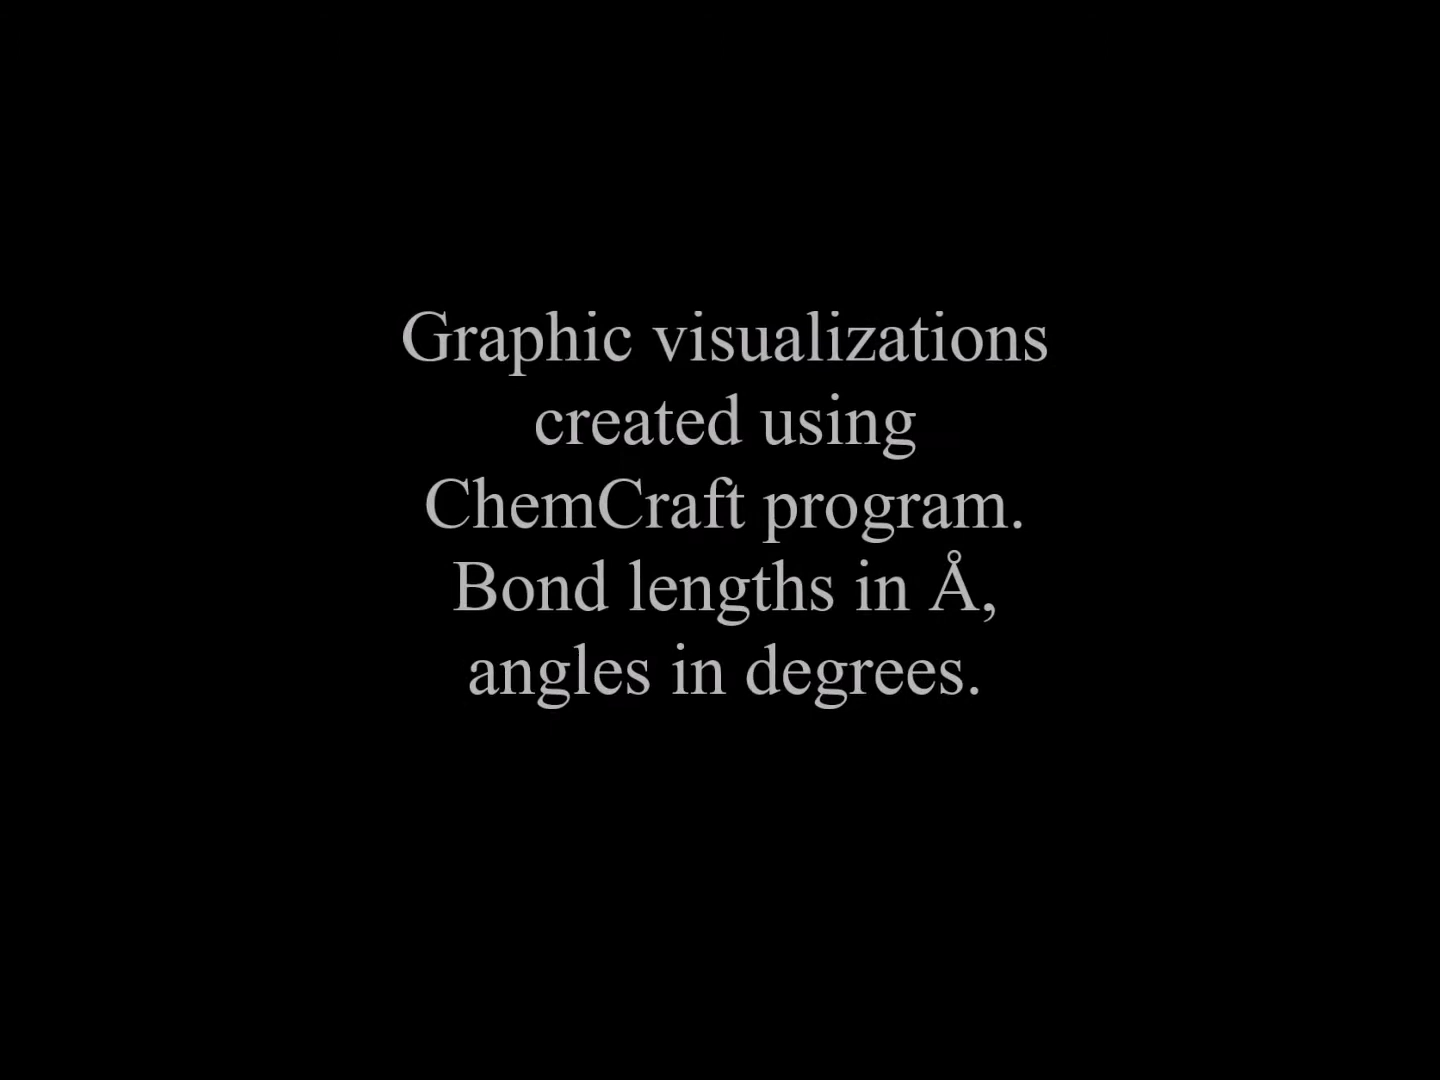 Graphic visualizations
created using
ChemCraft program.
Bond lengths in Å,
angles in degrees.